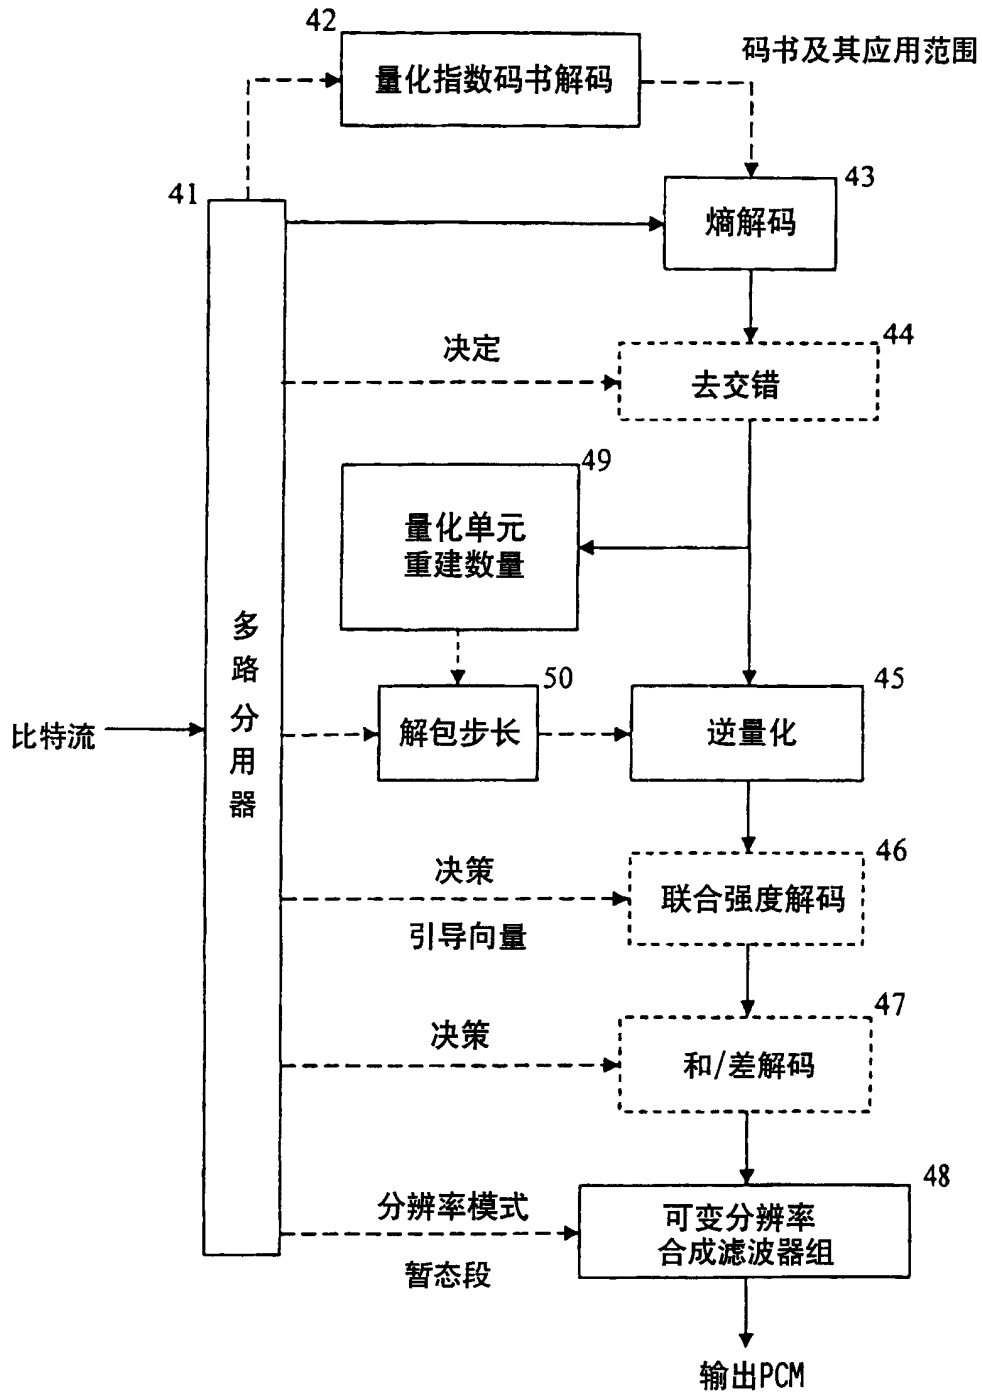 42
量化指数码书解码
码书及其应用范围
41
43
熵解码
决定
44
去交错
49
量化单元
重建数量
多路分用器
比特流
50
解包步长
45
逆量化
决策
引导向量
46
联合强度解码
决策
47
和/差解码
分辨率模式
暂态段
48
可变分辨率
合成滤波器组
输出PCM